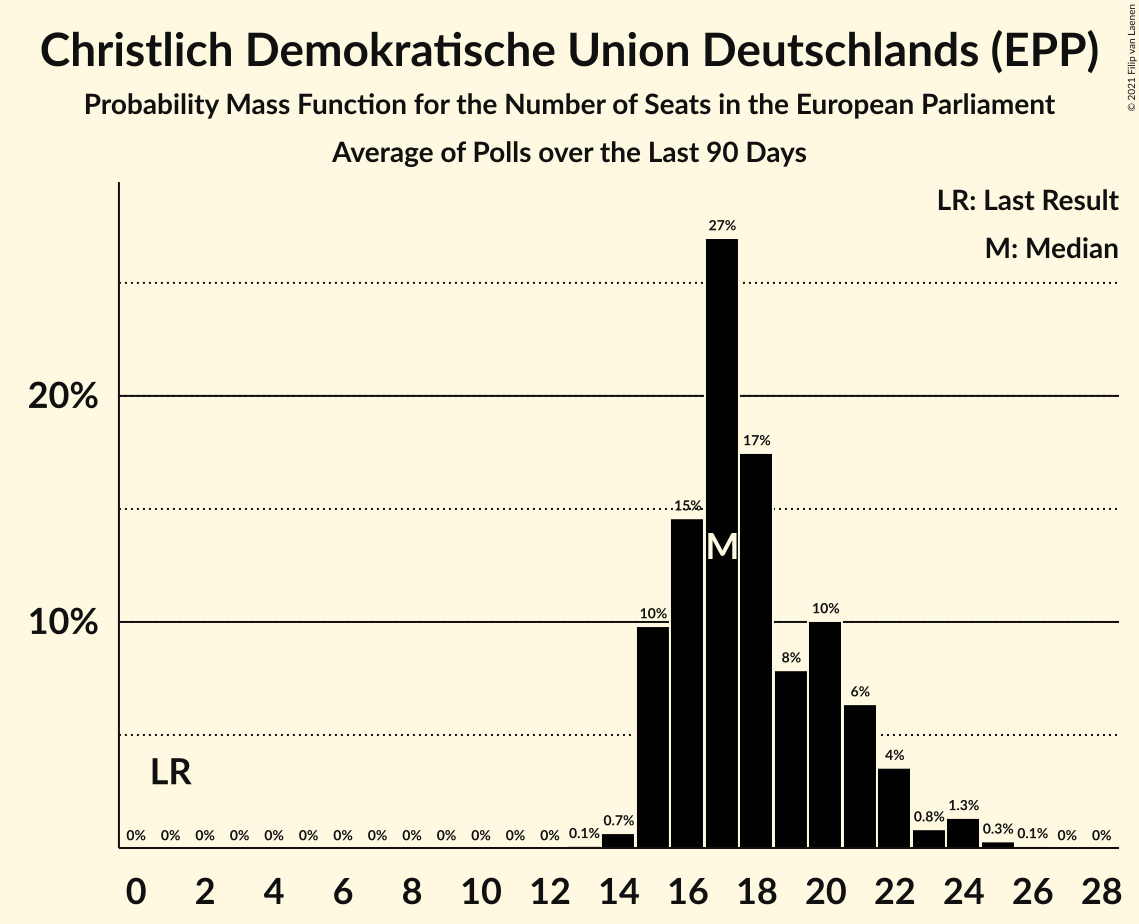 Christlich Demokratische Union Deutschlands (EPP)
Probability Mass Function for the Number of Seats in the European Parliament
Average of Polls over the Last 90 Days
© 2021 Filip van Laenen
LR: Last Result
M: Median
27%
20%
17%
15%
M
10%
10%
10%
8%
6%
4%
LR
0% 0% 0% 0% 0% 0% 0% 0% 0% 0% 0% 0% 0% 0.1% 0.7% 0.8% 1.3% 0.3% 0.1% 0% 0%
0 2 4 6 8 10 12 14 16 18 20 22 24 26 28